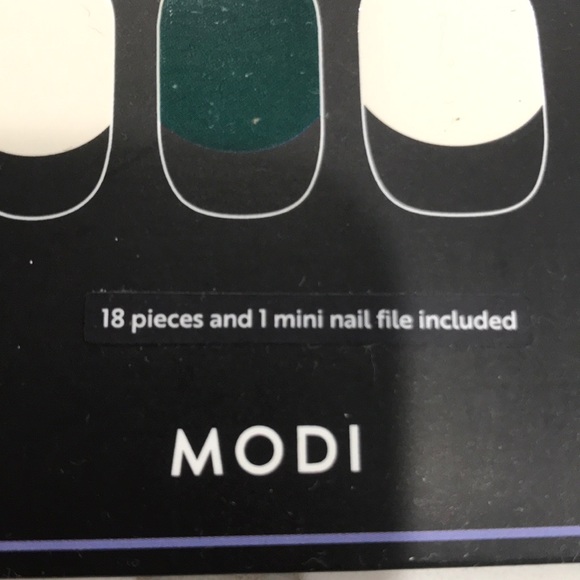 18 pieces and 1 mini nail file included
MODI